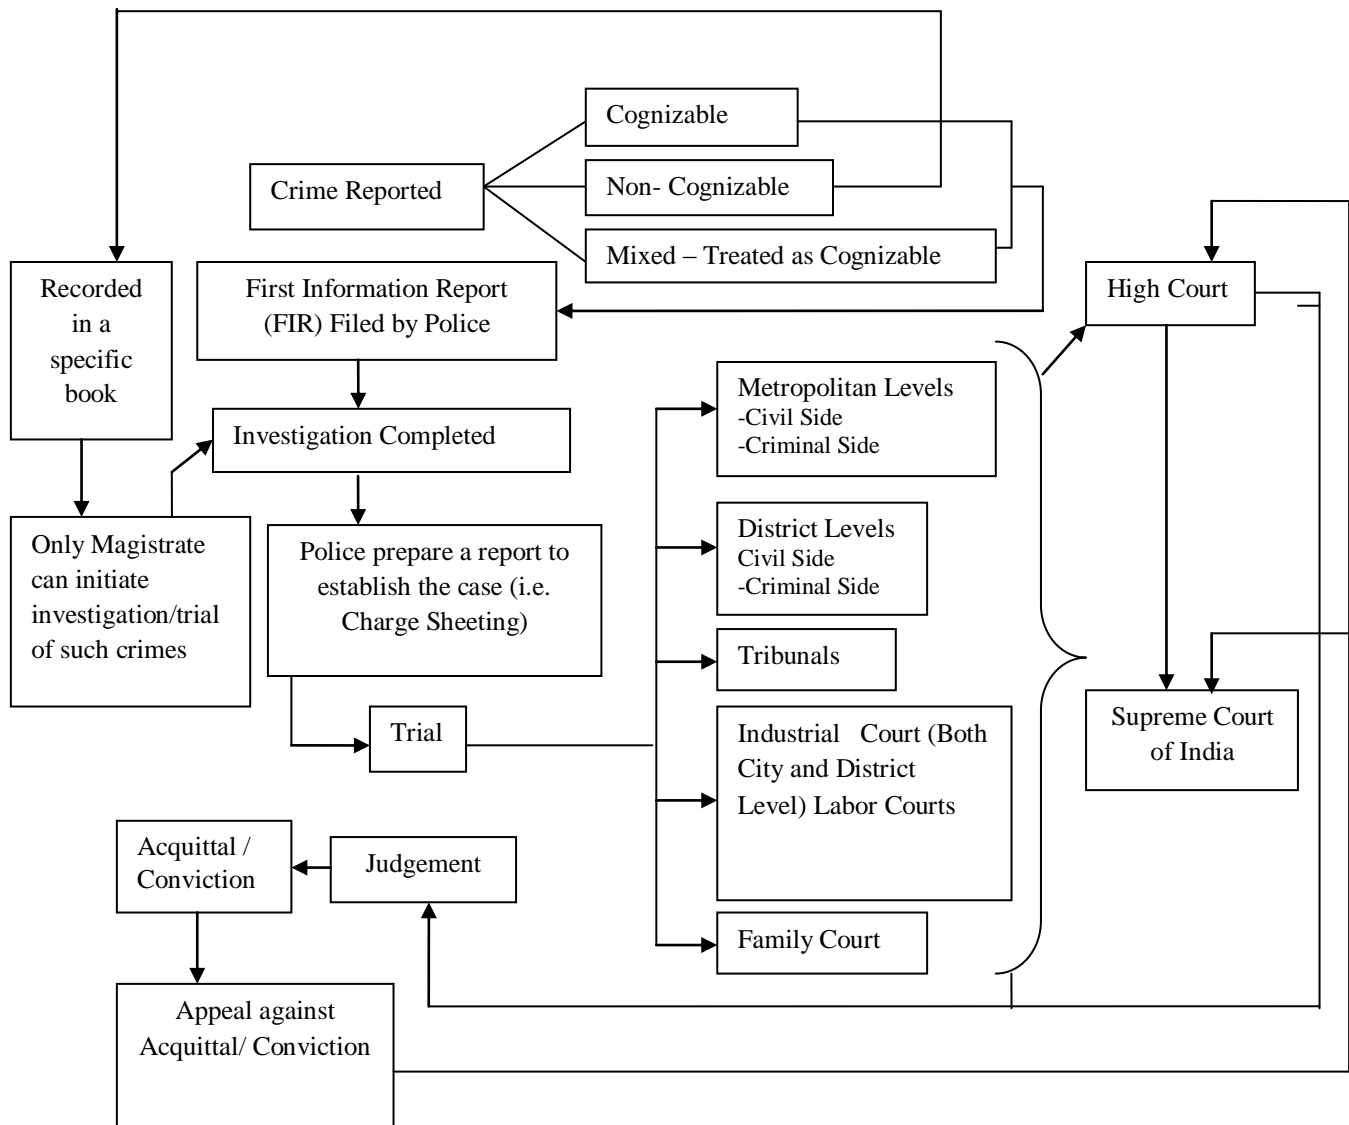 Cognizable
Crime Reported
Non- Cognizable
Mixed – Treated as Cognizable
Recorded
in a
specific
book
First Information Report
(FIR) Filed by Police
High Court
Metropolitan Levels
-Civil Side
-Criminal Side
Investigation Completed
Only Magistrate
can initiate
investigation/trial
of such crimes
Police prepare a report to
establish the case (i.e.
Charge Sheeting)
District Levels
Civil Side
-Criminal Side
Tribunals
Trial
Industrial Court (Both
City and District
Level) Labor Courts
Supreme Court
of India
Acquittal /
Conviction
Judgement
Family Court
Appeal against
Acquittal/ Conviction